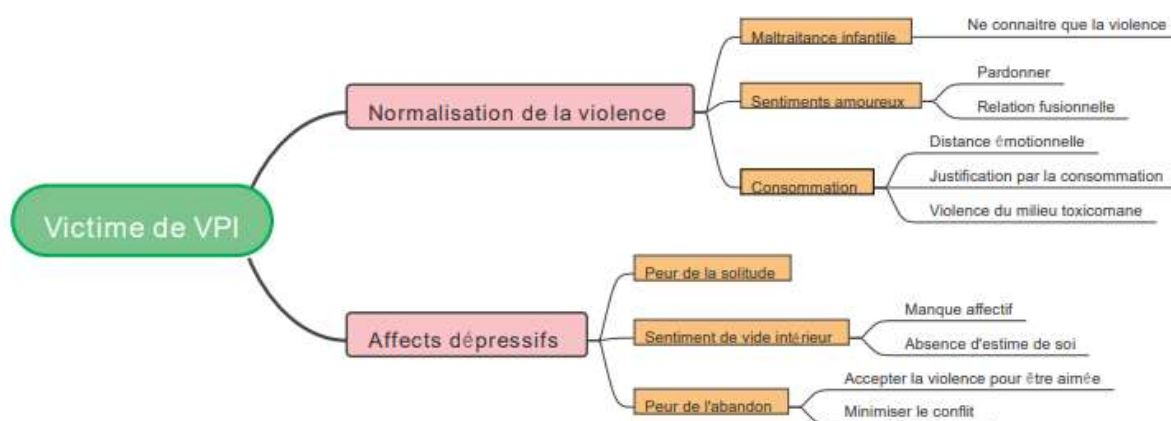 Victime de VPI
Normalisation de la violence
Maltraitance infantile
Ne connaitre que la violence
Sentiments amoureux
Pardonner
Relation fusionnelle
Consommation
Distance émotionnelle
Justification par la consommation
Violence du milieu toxicomane
Affects dépressifs
Peur de la solitude
Sentiment de vide intérieur
Manque affectif
Absence d'estime de soi
Peur de l'abandon
Accepter la violence pour être aimée
Minimiser le conflit